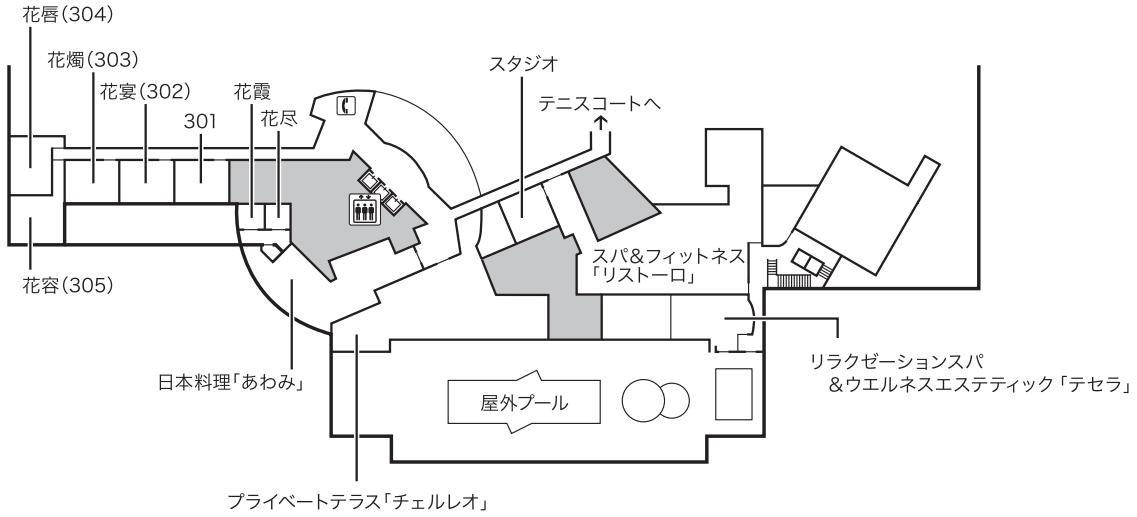 花唇(304)
花燭(303)
花宴(302)
301
花霞
花尽
スタジオ
テニスコートへ
スパ&フィットネス
「リストーロ」
花容(305)
日本料理「あわみ」
屋外プール
リラクゼーションスパ
&ウエルネスエステティック「テセラ」
プライベートテラス「チェルレオ」